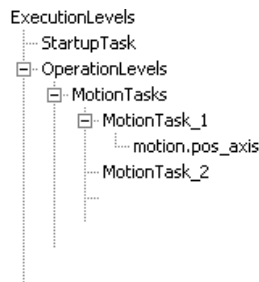 ExecutionLevels
StartupTask
OperationLevels
MotionTasks
MotionTask_1
motion.pos_axis
MotionTask_2